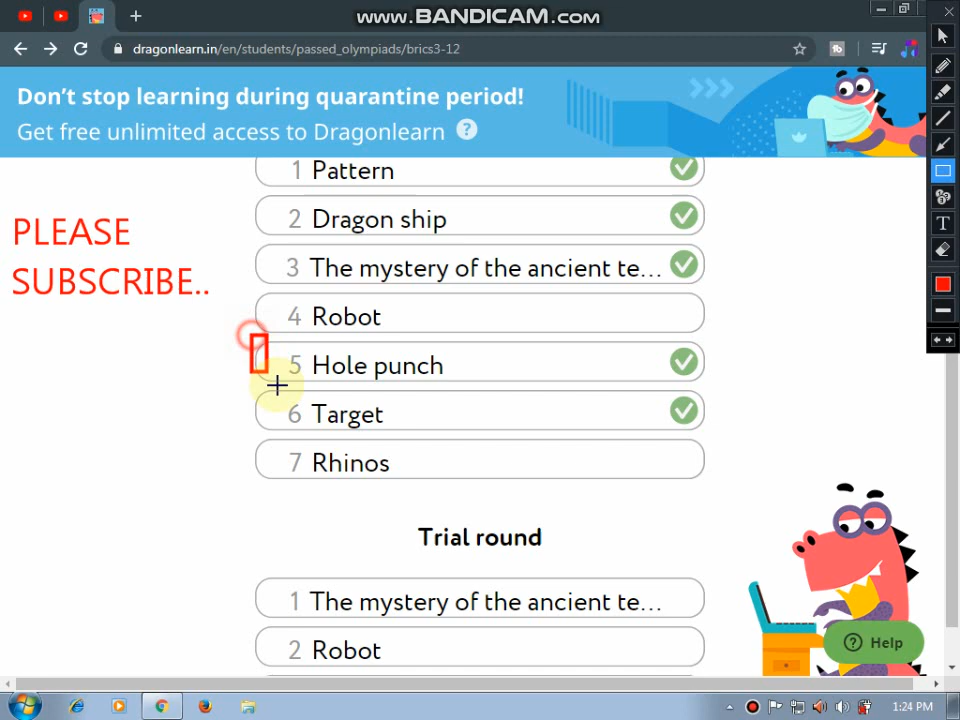 www.BANDICAM.com
dragonlearn.in/en/students/passed_olympiads/brics3-12
Don't stop learning during quarantine period!
Get free unlimited access to Dragonlearn ?
1 Pattern
2 Dragon ship
PLEASE
SUBSCRIBE..
3 The mystery of the ancient te...
4 Robot
5 Hole punch
6 Target
7 Rhinos
Trial round
1 The mystery of the ancient te...
2 Robot
? Help
1:24 PM